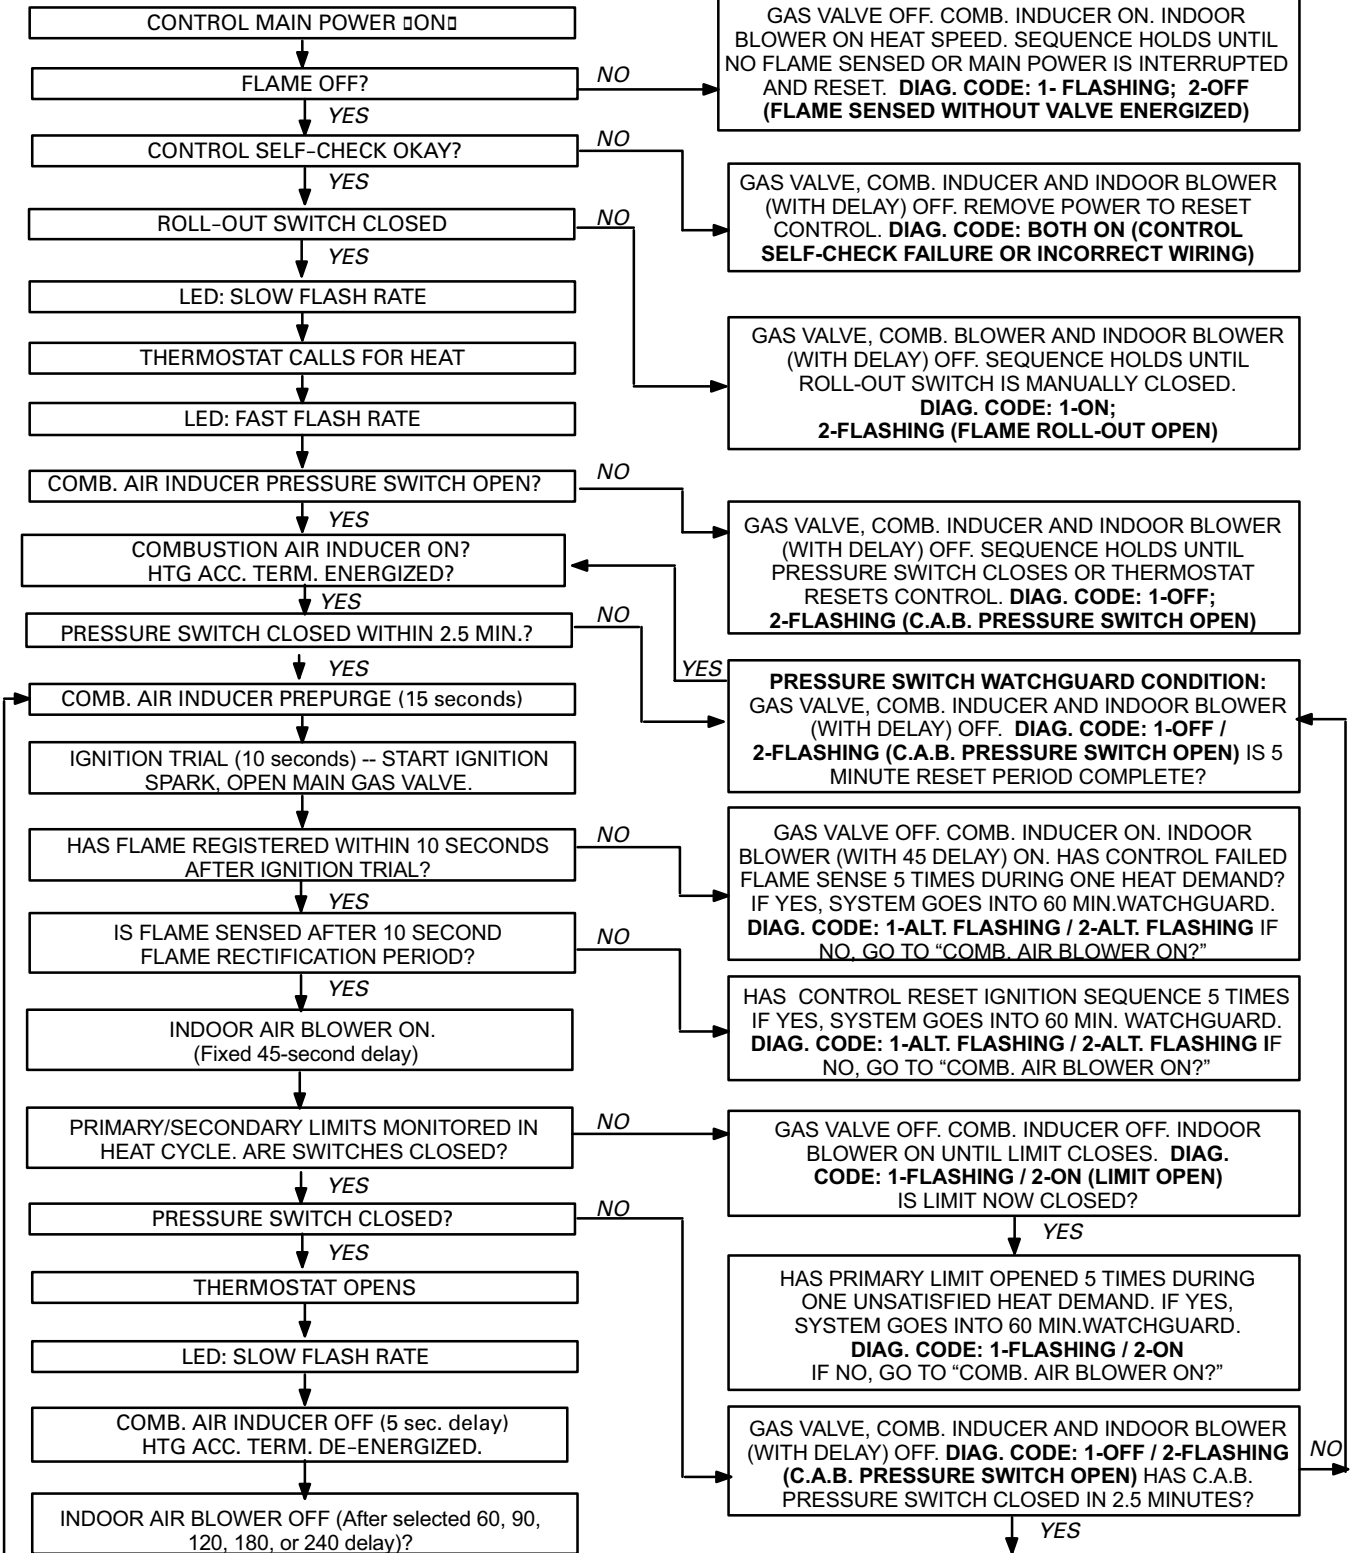 CONTROL MAIN POWER ▯ON▯
FLAME OFF?
NO
YES
GAS VALVE OFF. COMB. INDUCER ON. INDOOR
BLOWER ON HEAT SPEED. SEQUENCE HOLDS UNTIL
NO FLAME SENSED OR MAIN POWER IS INTERRUPTED
AND RESET. DIAG. CODE: 1- FLASHING; 2-OFF
(FLAME SENSED WITHOUT VALVE ENERGIZED)
CONTROL SELF-CHECK OKAY?
NO
YES
GAS VALVE, COMB. INDUCER AND INDOOR BLOWER
(WITH DELAY) OFF. REMOVE POWER TO RESET
CONTROL. DIAG. CODE: BOTH ON (CONTROL
SELF-CHECK FAILURE OR INCORRECT WIRING)
ROLL-OUT SWITCH CLOSED
NO
YES
GAS VALVE, COMB. BLOWER AND INDOOR BLOWER
(WITH DELAY) OFF. SEQUENCE HOLDS UNTIL
ROLL-OUT SWITCH IS MANUALLY CLOSED.
DIAG. CODE: 1-ON;
2-FLASHING (FLAME ROLL-OUT OPEN)
LED: SLOW FLASH RATE
THERMOSTAT CALLS FOR HEAT
LED: FAST FLASH RATE
COMB. AIR INDUCER PRESSURE SWITCH OPEN?
NO
YES
GAS VALVE, COMB. INDUCER AND INDOOR BLOWER
(WITH DELAY) OFF. SEQUENCE HOLDS UNTIL
PRESSURE SWITCH CLOSES OR THERMOSTAT
RESETS CONTROL. DIAG. CODE: 1-OFF;
2-FLASHING (C.A.B. PRESSURE SWITCH OPEN)
COMBUSTION AIR INDUCER ON?
HTG ACC. TERM. ENERGIZED?
YES
PRESSURE SWITCH CLOSED WITHIN 2.5 MIN.?
NO
YES
YES
PRESSURE SWITCH WATCHGUARD CONDITION:
GAS VALVE, COMB. INDUCER AND INDOOR BLOWER
(WITH DELAY) OFF. DIAG. CODE: 1-OFF /
2-FLASHING (C.A.B. PRESSURE SWITCH OPEN) IS 5
MINUTE RESET PERIOD COMPLETE?
COMB. AIR INDUCER PREPURGE (15 seconds)
IGNITION TRIAL (10 seconds) -- START IGNITION
SPARK, OPEN MAIN GAS VALVE.
HAS FLAME REGISTERED WITHIN 10 SECONDS
AFTER IGNITION TRIAL?
NO
YES
GAS VALVE OFF. COMB. INDUCER ON. INDOOR
BLOWER (WITH 45 DELAY) ON. HAS CONTROL FAILED
FLAME SENSE 5 TIMES DURING ONE HEAT DEMAND?
IF YES, SYSTEM GOES INTO 60 MIN.WATCHGUARD.
DIAG. CODE: 1-ALT. FLASHING / 2-ALT. FLASHING IF
NO, GO TO “COMB. AIR BLOWER ON?”
IS FLAME SENSED AFTER 10 SECOND
FLAME RECTIFICATION PERIOD?
NO
YES
HAS CONTROL RESET IGNITION SEQUENCE 5 TIMES
IF YES, SYSTEM GOES INTO 60 MIN. WATCHGUARD.
DIAG. CODE: 1-ALT. FLASHING / 2-ALT. FLASHING IF
NO, GO TO “COMB. AIR BLOWER ON?”
INDOOR AIR BLOWER ON.
(Fixed 45-second delay)
PRIMARY/SECONDARY LIMITS MONITORED IN
HEAT CYCLE. ARE SWITCHES CLOSED?
NO
YES
GAS VALVE OFF. COMB. INDUCER OFF. INDOOR
BLOWER ON UNTIL LIMIT CLOSES. DIAG.
CODE: 1-FLASHING / 2-ON (LIMIT OPEN)
IS LIMIT NOW CLOSED?
YES
PRESSURE SWITCH CLOSED?
NO
YES
HAS PRIMARY LIMIT OPENED 5 TIMES DURING
ONE UNSATISFIED HEAT DEMAND. IF YES,
SYSTEM GOES INTO 60 MIN.WATCHGUARD.
DIAG. CODE: 1-FLASHING / 2-ON
IF NO, GO TO “COMB. AIR BLOWER ON?”
THERMOSTAT OPENS
LED: SLOW FLASH RATE
COMB. AIR INDUCER OFF (5 sec. delay)
HTG ACC. TERM. DE-ENERGIZED.
GAS VALVE, COMB. INDUCER AND INDOOR BLOWER
(WITH DELAY) OFF. DIAG. CODE: 1-OFF / 2-FLASHING
(C.A.B. PRESSURE SWITCH OPEN) HAS C.A.B.
PRESSURE SWITCH CLOSED IN 2.5 MINUTES?
NO
YES
INDOOR AIR BLOWER OFF (After selected 60, 90,
120, 180, or 240 delay)?